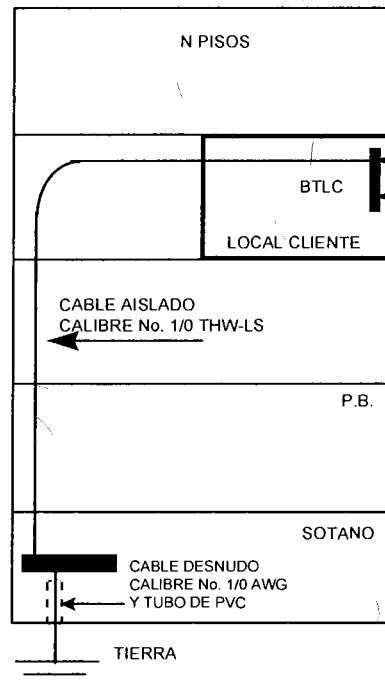 N PISOS
BTLC
LOCAL CLIENTE
CABLE AISLADO
CALIBRE No. 1/0 THW-LS
P.B.
SOTANO
CABLE DESNUDO
CALIBRE No. 1/0 AWG
Y TUBO DE PVC
TIERRA